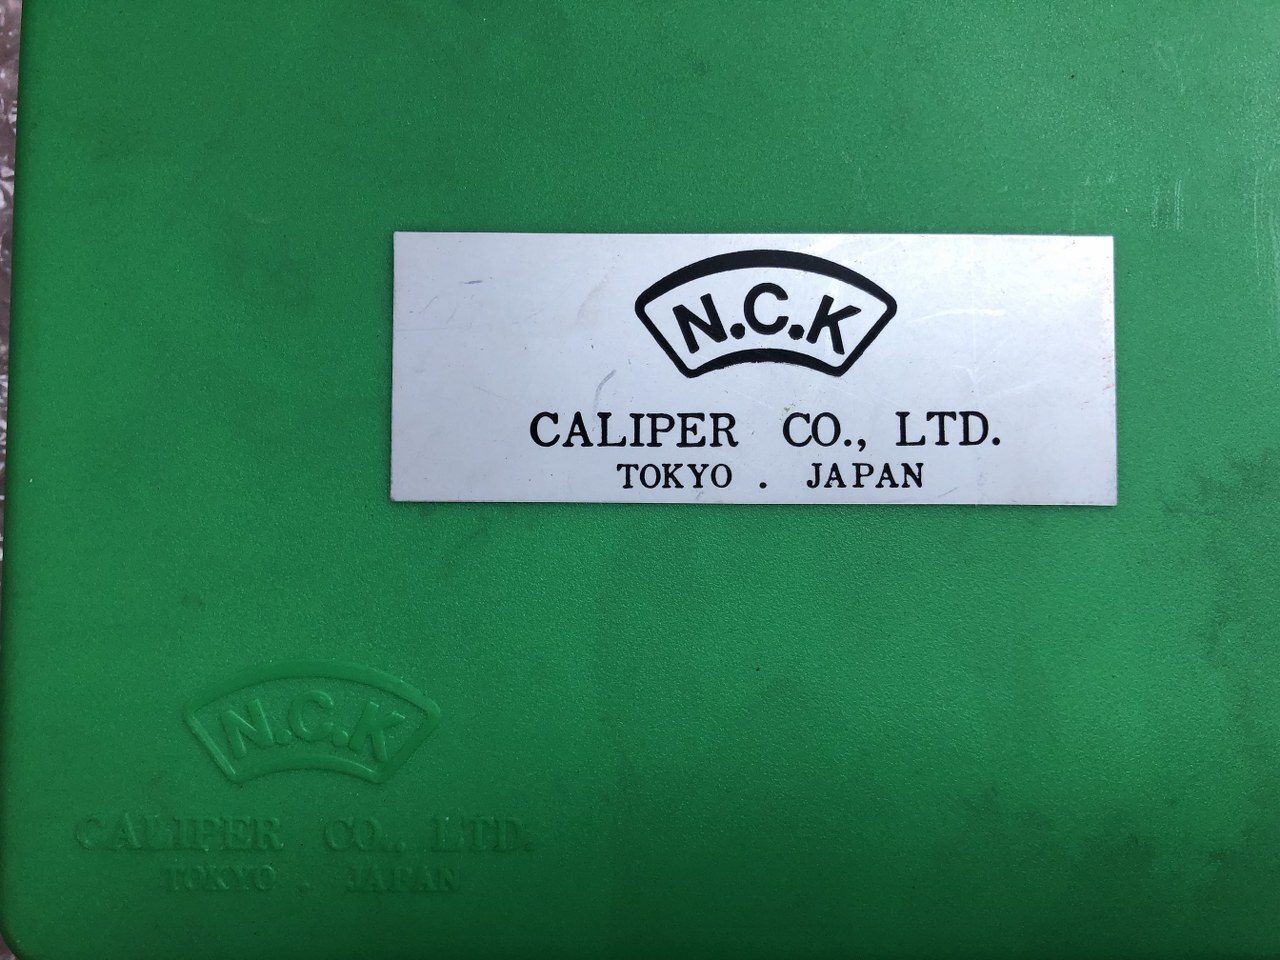 N.C.K
CALIPER CO., LTD.
TOKYO . JAPAN
N.C.K
CALIPER CO., LTD.
TOKYO . JAPAN